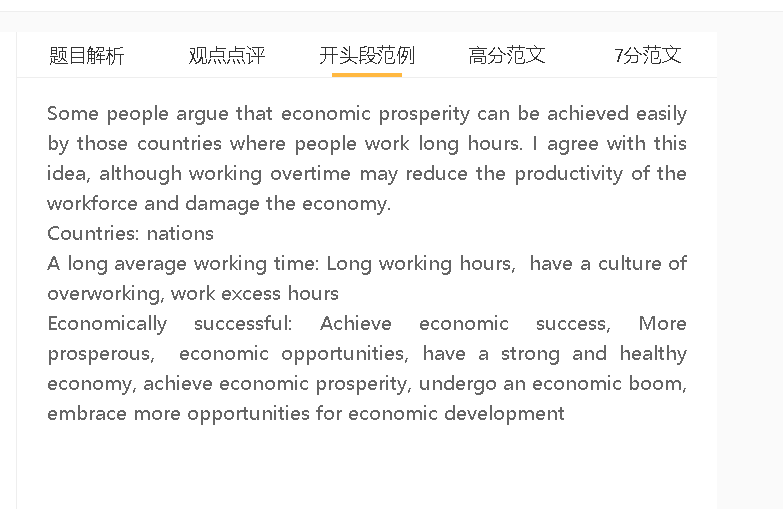 题目解析 观点点评 开头段范例 高分范文 7分范文
Some people argue that economic prosperity can be achieved easily
by those countries where people work long hours. I agree with this
idea, although working overtime may reduce the productivity of the
workforce and damage the economy.
Countries: nations
A long average working time: Long working hours, have a culture of
overworking, work excess hours
Economically successful: Achieve economic success, More
prosperous, economic opportunities, have a strong and healthy
economy, achieve economic prosperity, undergo an economic boom,
embrace more opportunities for economic development